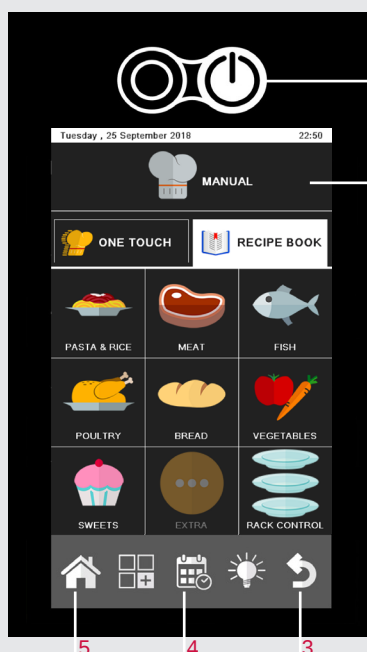 Tuesday , 25 September 2018 22:50
MANUAL
ONE TOUCH RECIPE BOOK
PASTA & RICE MEAT FISH
POULTRY BREAD VEGETABLES
SWEETS EXTRA RACK CONTROL
5 4 3